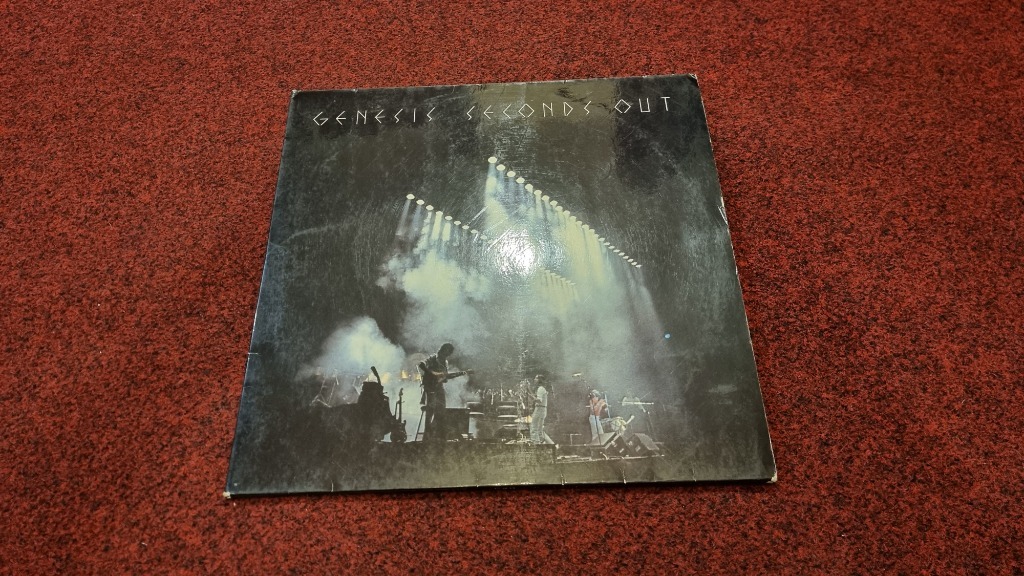 GENESIS SECONDS OUT